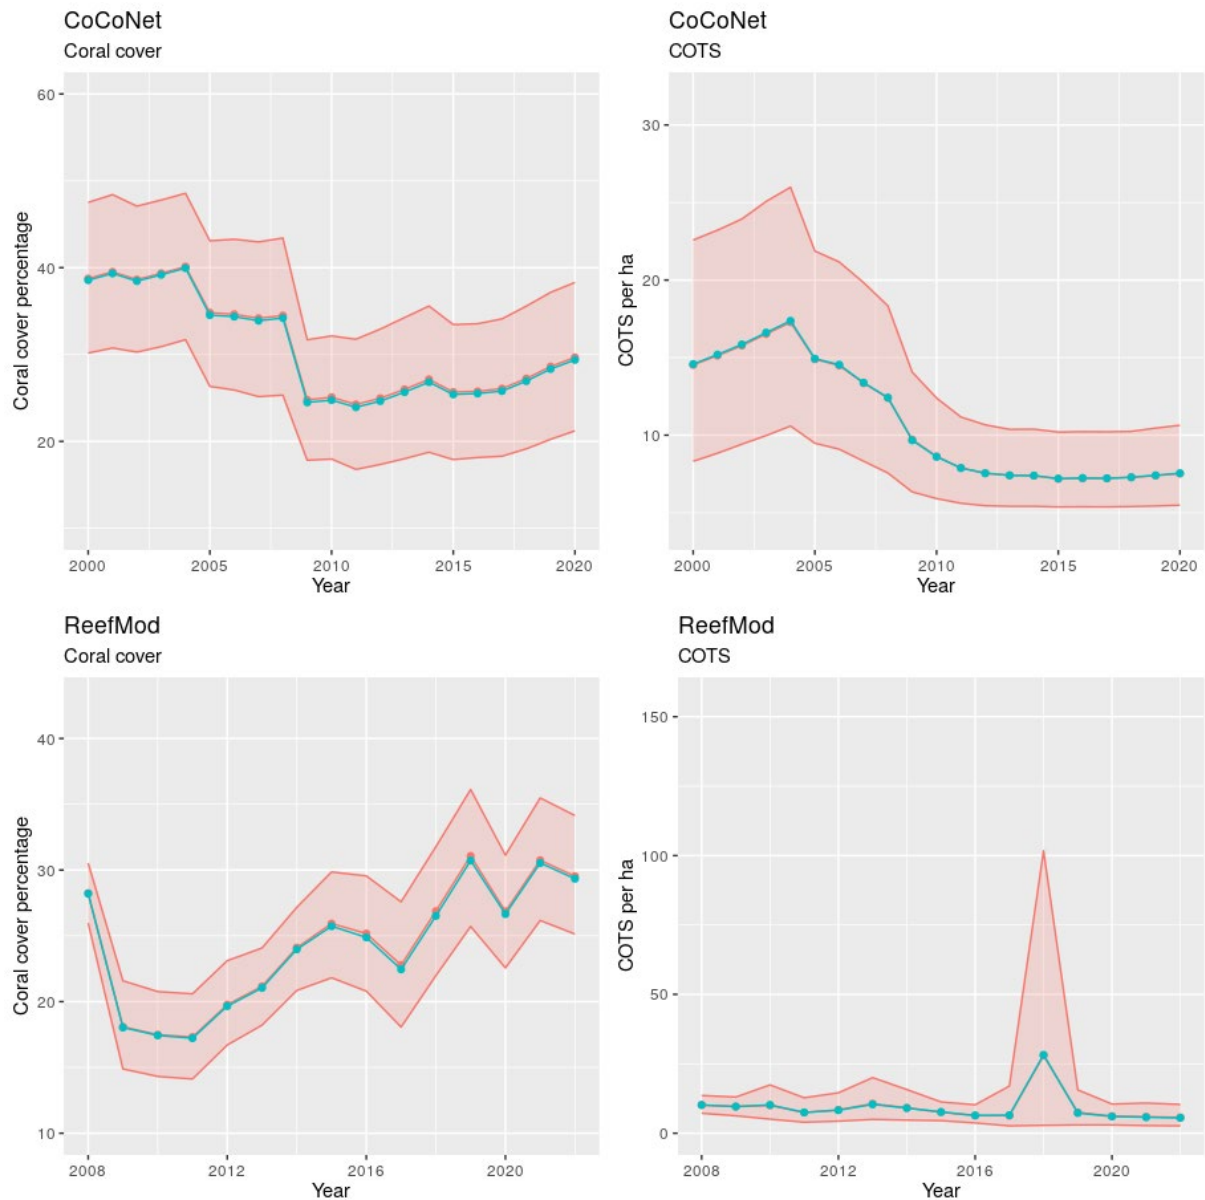 CoCoNet
Coral cover
60
40
20
Coral cover percentage
2000 2005 2010 2015 2020
Year
CoCoNet
COTS
30
20
10
COTS per ha
2000 2005 2010 2015 2020
Year
ReefMod
Coral cover
40
30
20
10
Coral cover percentage
2008 2012 2016 2020
Year
ReefMod
COTS
150
100
50
0
COTS per ha
2008 2012 2016 2020
Year